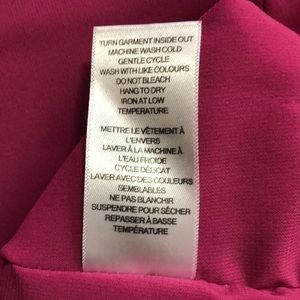 TURN GARMENT INSIDE OUT
MACHINE WASH COLD
GENTLE CYCLE
WASH WITH LIKE COLOURS
DO NOT BLEACH
HANG TO DRY
IRON AT LOW
TEMPERATURE
METTRE LE VÊTEMENT À
L'ENVERS
LAVER À LA MACHINE À
L'EAU FROIDE
CYCLE DÉLICAT
LAVER AVEC DES COULEURS
SEMBLABLES
NE PAS BLANCHIR
SUSPENDRE POUR SÉCHER
REPASSER À BASSE
TEMPÉRATURE